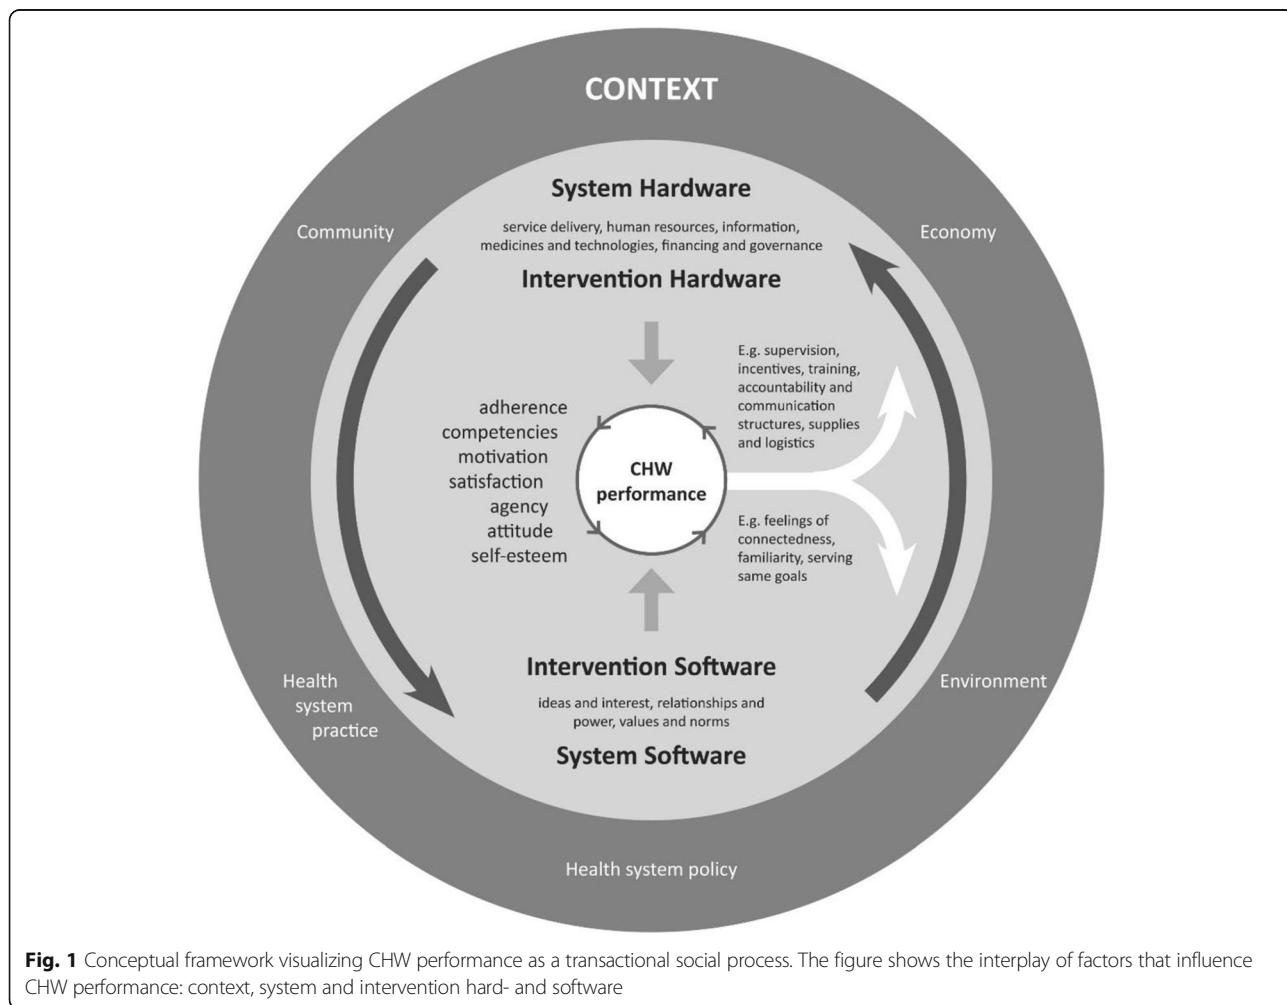 CONTEXT
System Hardware
service delivery, human resources, information,
medicines and technologies, financing and governance
Intervention Hardware
Community
Economy
E.g. supervision,
incentives, training,
accountability and
communication
structures, supplies
and logistics
adherence
competencies
motivation
satisfaction
agency
attitude
self-esteem
CHW
performance
E.g. feelings of
connectedness,
familiarity, serving
same goals
Intervention Software
ideas and interest, relationships and
power, values and norms
System Software
Health
system
practice
Environment
Health system policy
Fig. 1 Conceptual framework visualizing CHW performance as a transactional social process. The figure shows the interplay of factors that influence
CHW performance: context, system and intervention hard- and software